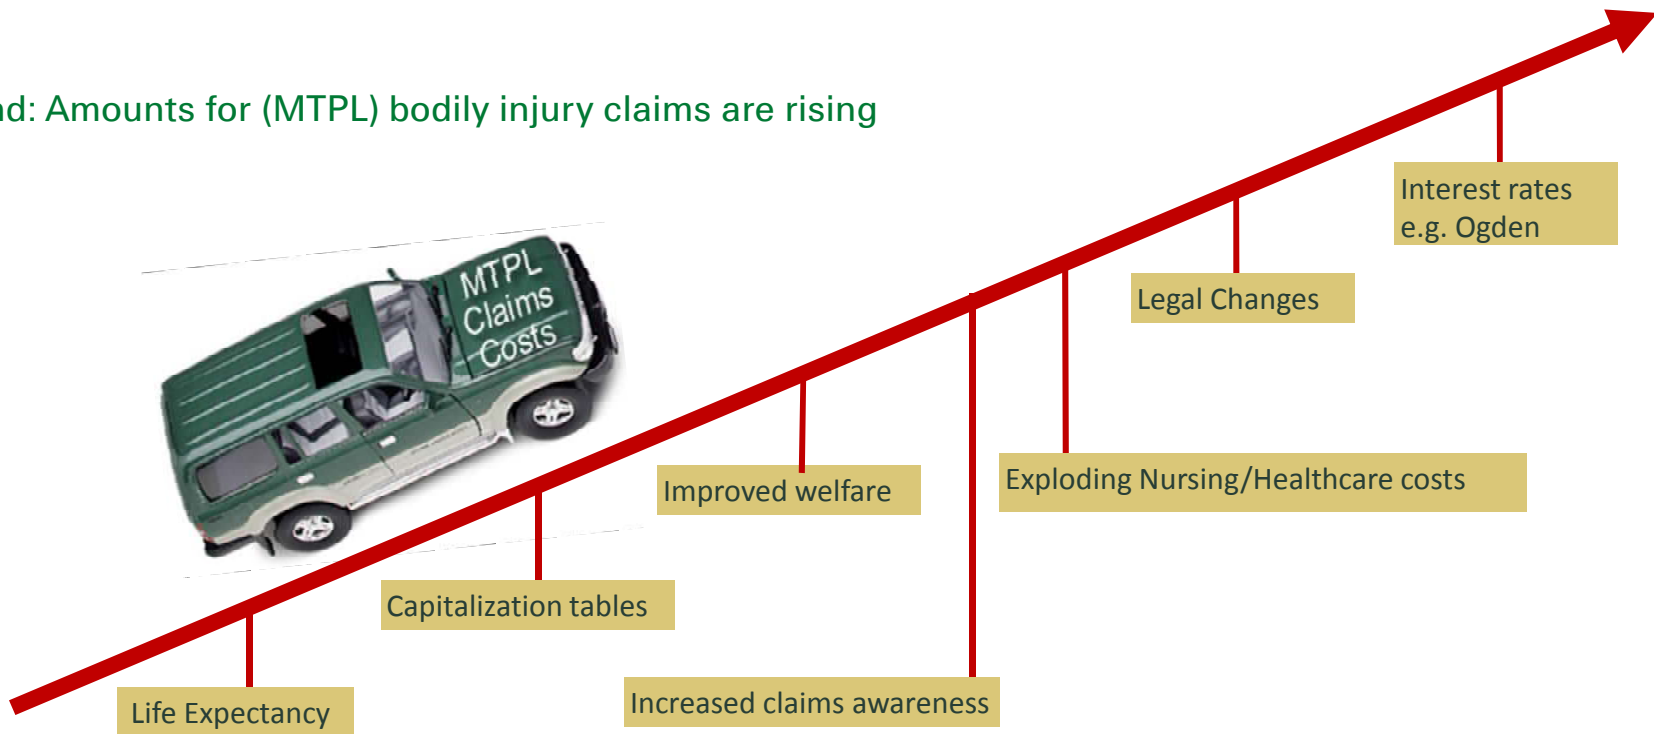 nd: Amounts for (MTPL) bodily injury claims are rising
MTPL
Claims
Costs
Interest rates
e.g. Ogden
Legal Changes
Exploding Nursing/Healthcare costs
Improved welfare
Capitalization tables
Increased claims awareness
Life Expectancy